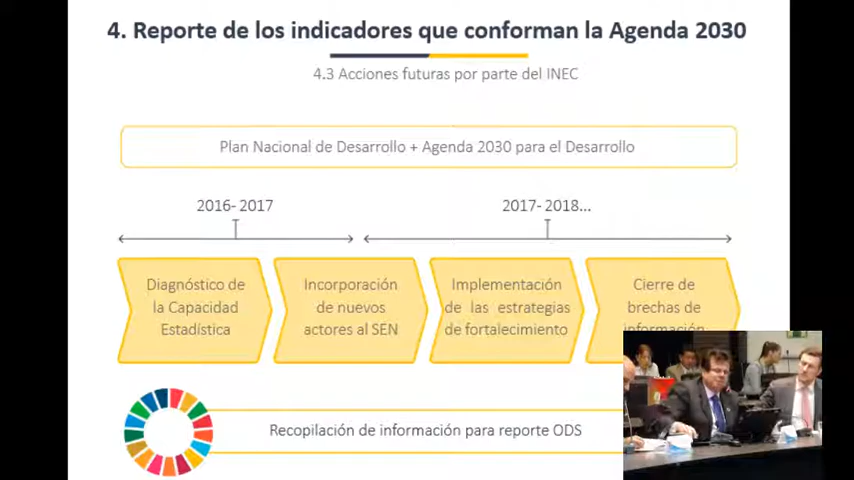 4. Reporte de los indicadores que conforman la Agenda 2030
4.3 Acciones futuras por parte del INEC
Plan Nacional de Desarrollo + Agenda 2030 para el Desarrollo
2016- 2017
2017- 2018...
Diagnóstico de
la Capacidad
Estadística
Incorporación
de nuevos
actores al SEN
Implementación
de las estrategias
de fortalecimiento
Cierre de
brechas de
información
Recopilación de información para reporte ODS